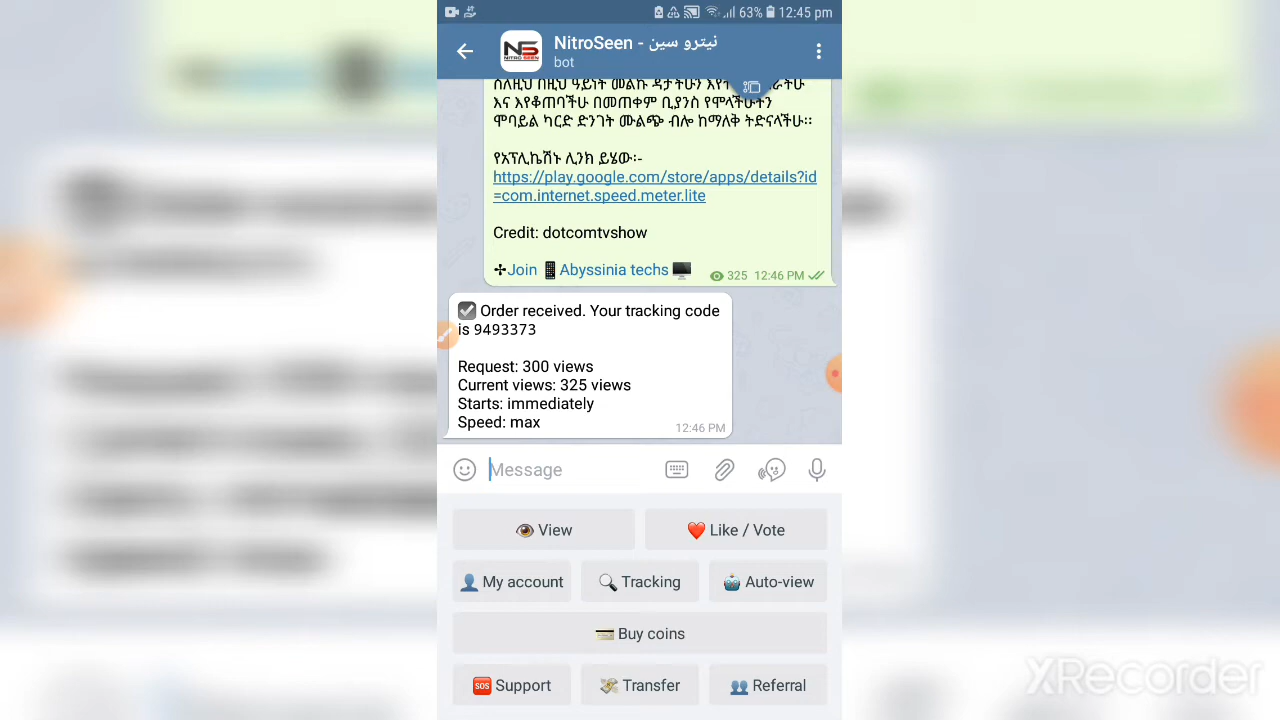 63% 12:45 pm
NitroSeen - نیترو سین
bot
እና እየቆጠባችሁ በመጠቀም ቢያንስ የሞላችሁትን
ሞባይል ካርድ ድንገት ሙልጭ ብሎ ከማለቅ ትድናላችሁ።
የአፕሊኬሽኑ ሊንክ ይሄው፦
https://play.google.com/store/apps/details?id
=com.internet.speed.meter.lite
Credit: dotcomtvshow
Join Abyssinia techs
325 12:46 PM
Order received. Your tracking code
is 9493373
Request: 300 views
Current views: 325 views
Starts: immediately
Speed: max
12:46 PM
Message
View
Like / Vote
My account
Tracking
Auto-view
Buy coins
SOS Support
Transfer
Referral
XRecorder